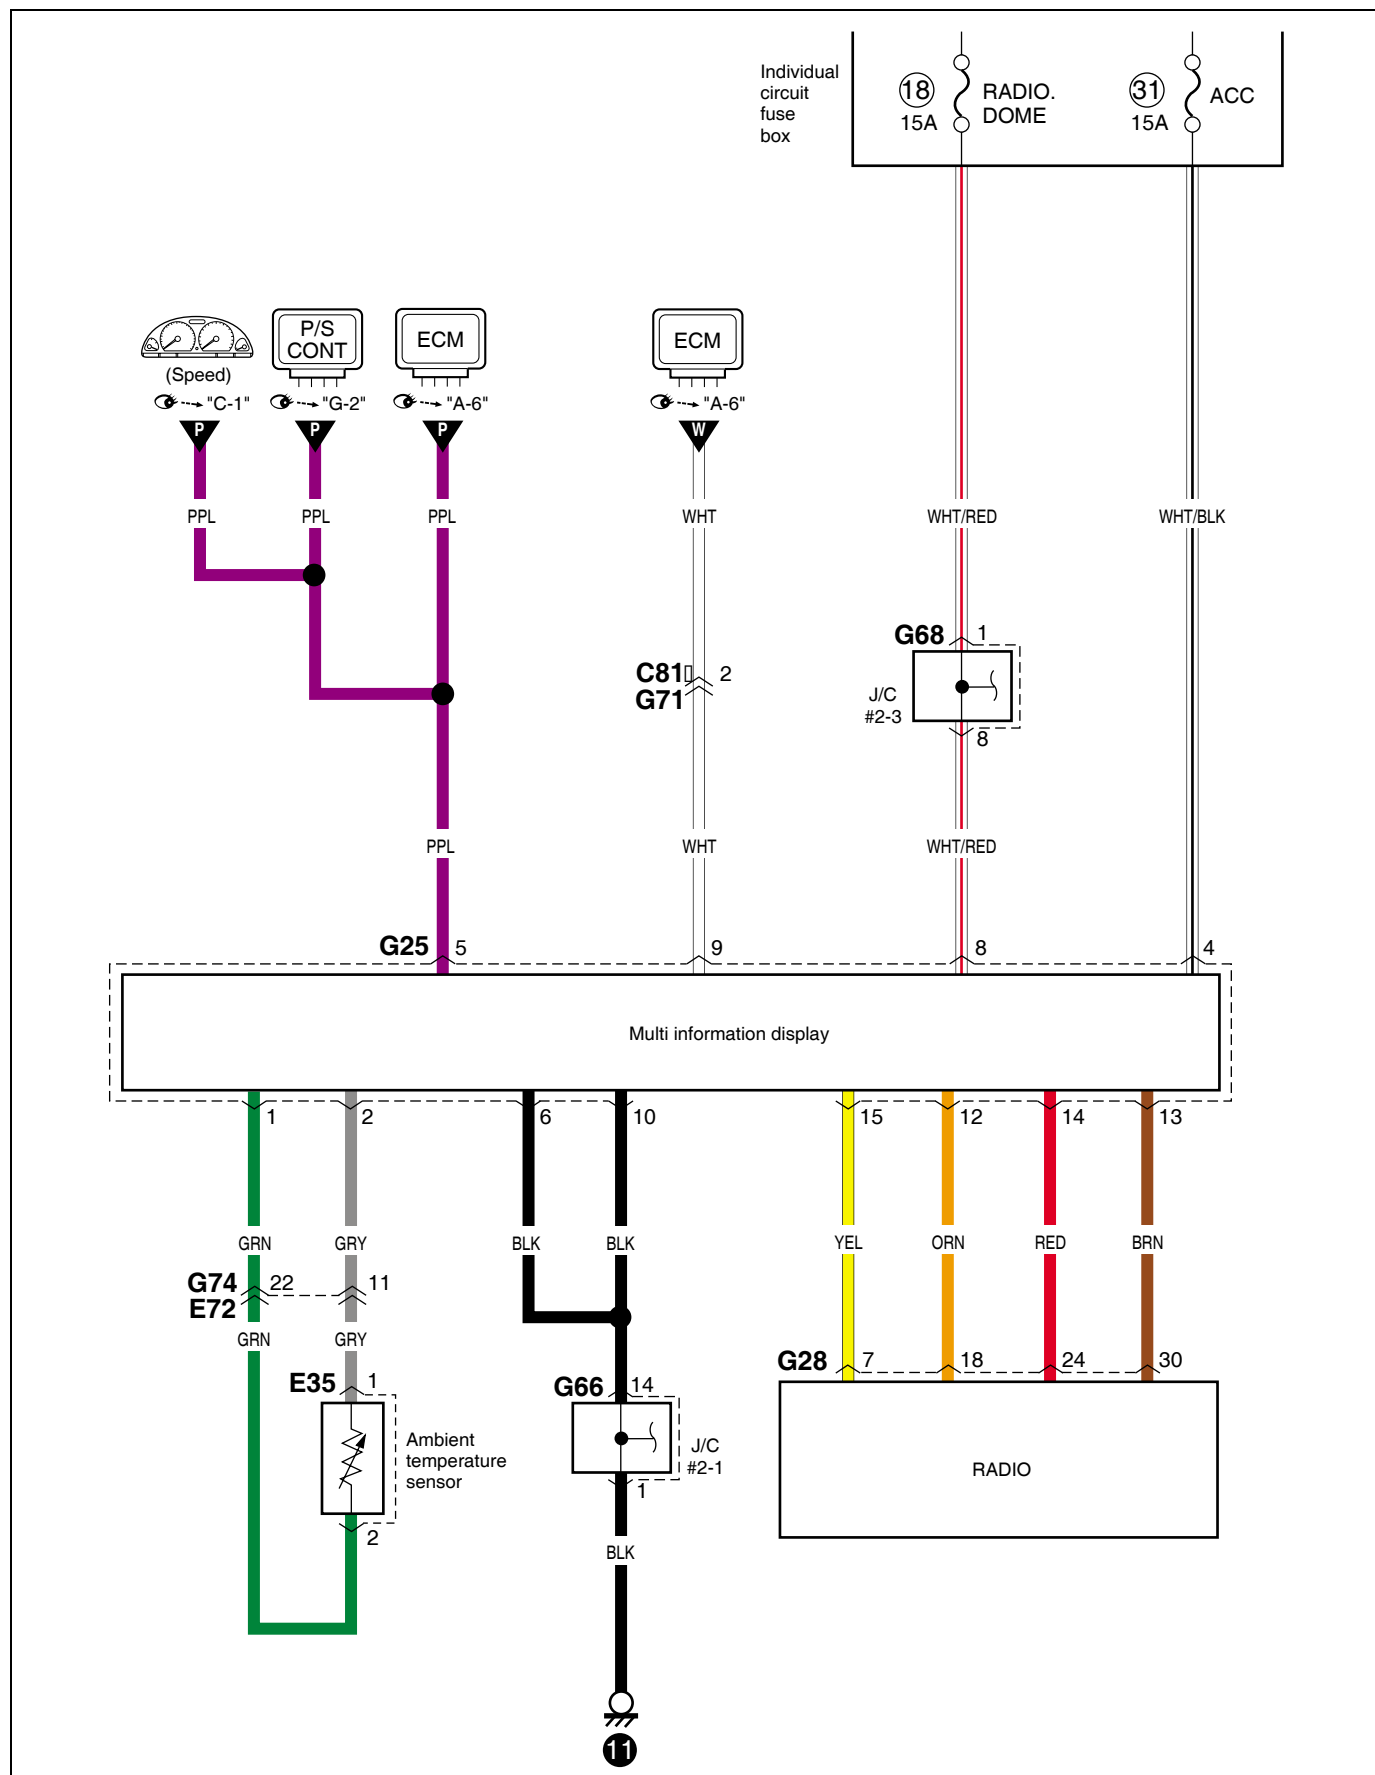 Individual
circuit
fuse
box
18
15A
RADIO.
DOME
31
15A
ACC
P/S
CONT
ECM
ECM
(Speed)
"C-1"
"G-2"
"A-6"
"A-6"
P
P
P
W
PPL
PPL
PPL
WHT
WHT/RED
WHT/BLK
G68
1
C81
2
G71
J/C
#2-3
8
PPL
WHT
WHT/RED
G25
5
9
8
4
Multi information display
1
2
6
10
15
12
14
13
GRN
GRY
BLK
BLK
YEL
ORN
RED
BRN
G74
22
11
E72
GRN
GRY
G28
7
18
24
30
E35
1
G66
14
Ambient
temperature
sensor
J/C
#2-1
RADIO
1
2
BLK
11